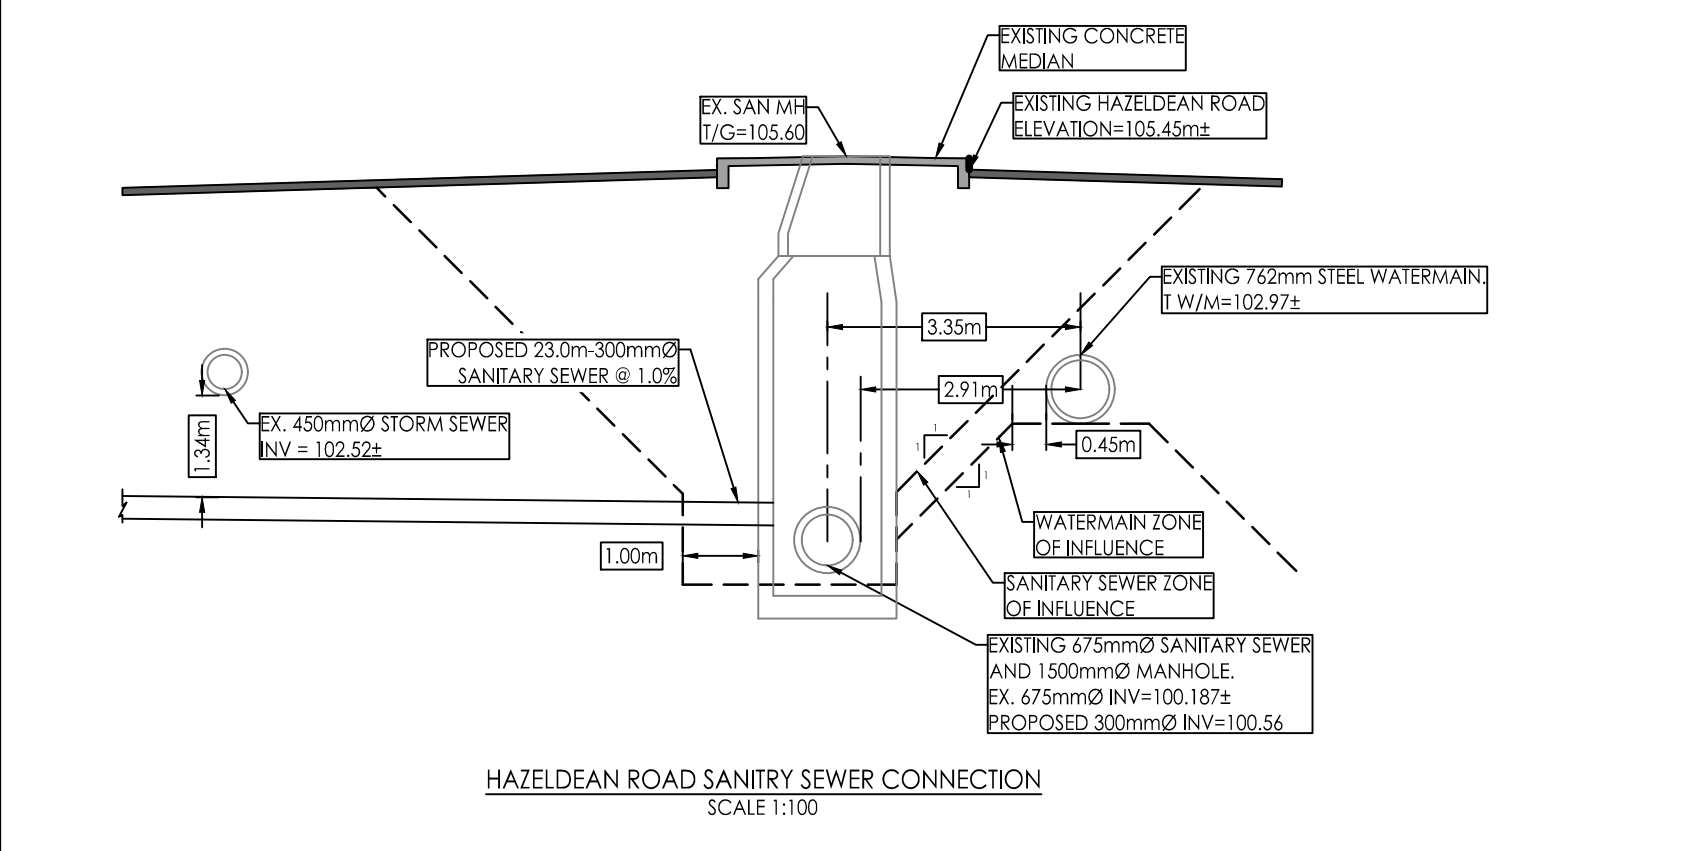 EXISTING CONCRETE
MEDIAN
EX. SAN MH
T/G=105.60
EXISTING HAZELDEAN ROAD
ELEVATION=105.45m±
EXISTING 762mm STEEL WATERMAIN.
T W/M=102.97±
3.35m
PROPOSED 23.0m-300mmØ
SANITARY SEWER @ 1.0%
2.91m
EX. 450mmØ STORM SEWER
INV = 102.52±
1.34m
1
1
0.45m
1
1
WATERMAIN ZONE
OF INFLUENCE
1.00m
SANITARY SEWER ZONE
OF INFLUENCE
EXISTING 675mmØ SANITARY SEWER
AND 1500mmØ MANHOLE.
EX. 675mmØ INV=100.187±
PROPOSED 300mmØ INV=100.56
HAZELDEAN ROAD SANITRY SEWER CONNECTION
SCALE 1:100